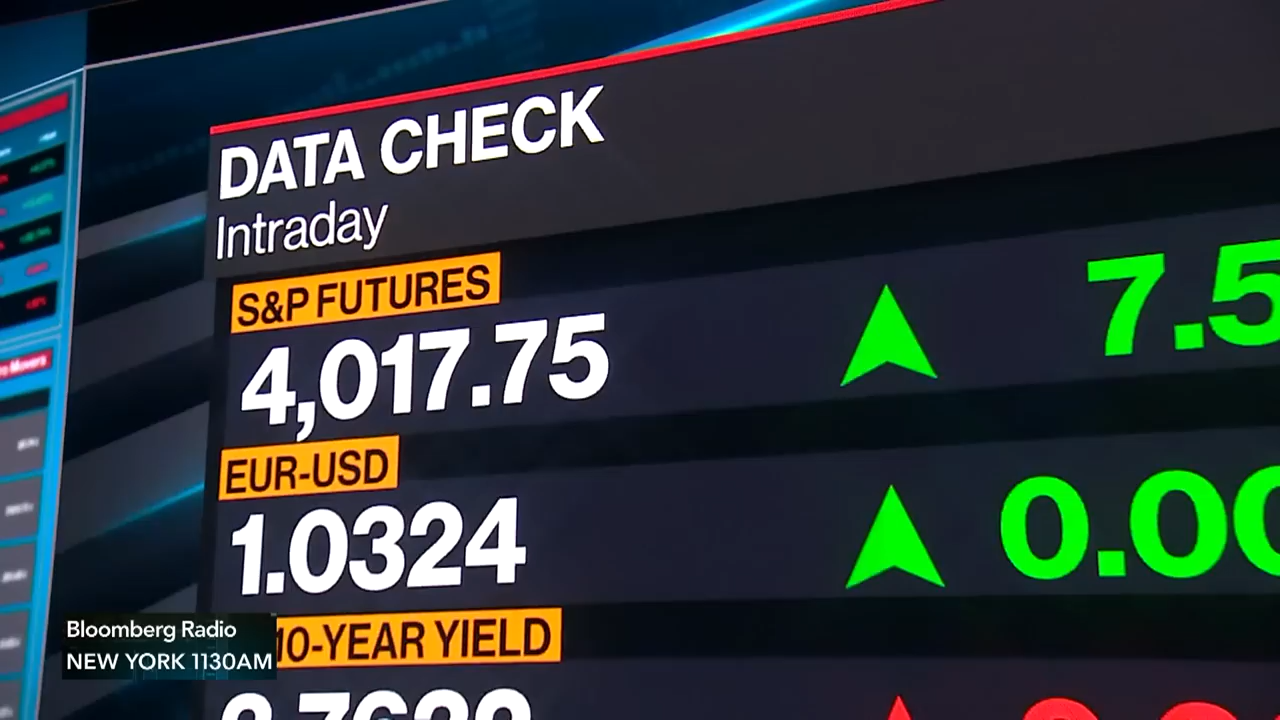 DATA CHECK
Intraday
S&P FUTURES
4,017.75
7.5
EUR-USD
1.0324
0.00
10-YEAR YIELD
Bloomberg Radio
NEW YORK 1130AM